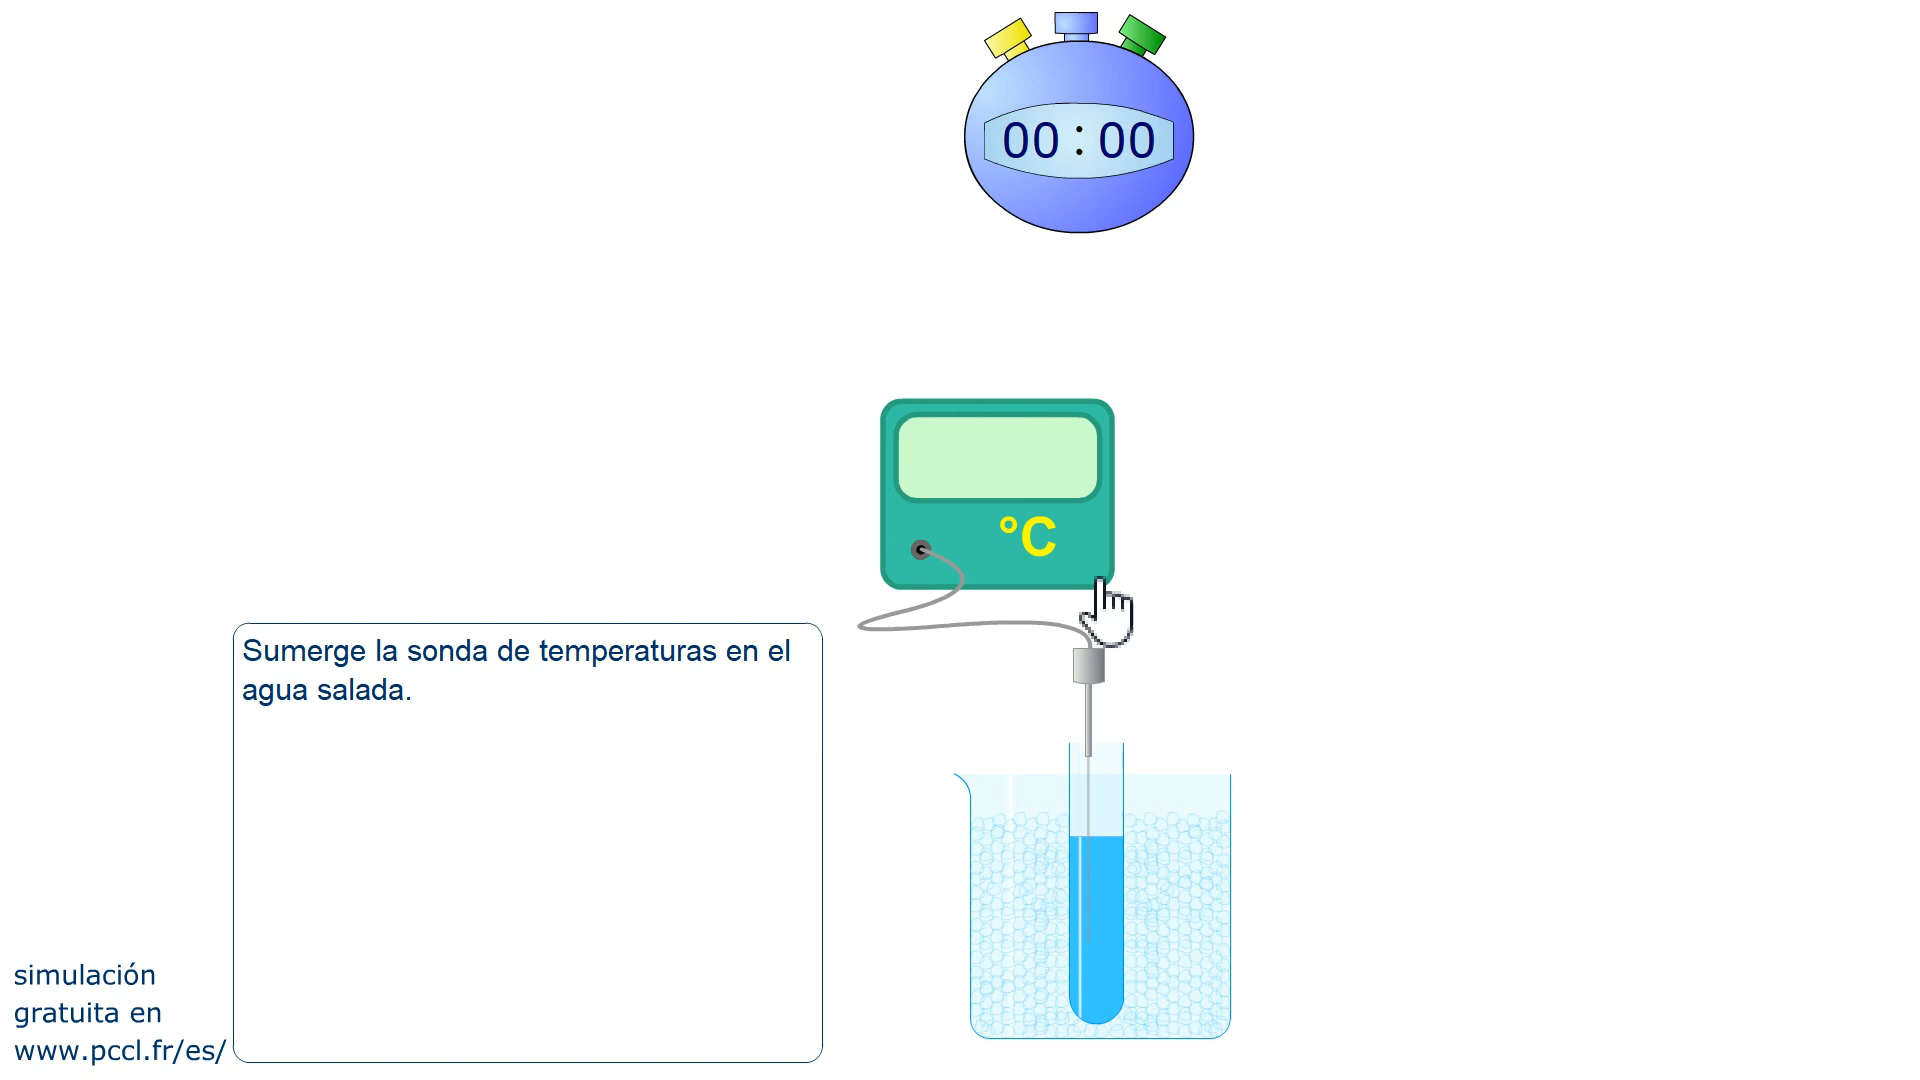 00:00
°C
Sumerge la sonda de temperaturas en el
agua salada.
simulación
gratuita en
www.pccl.fr/es/